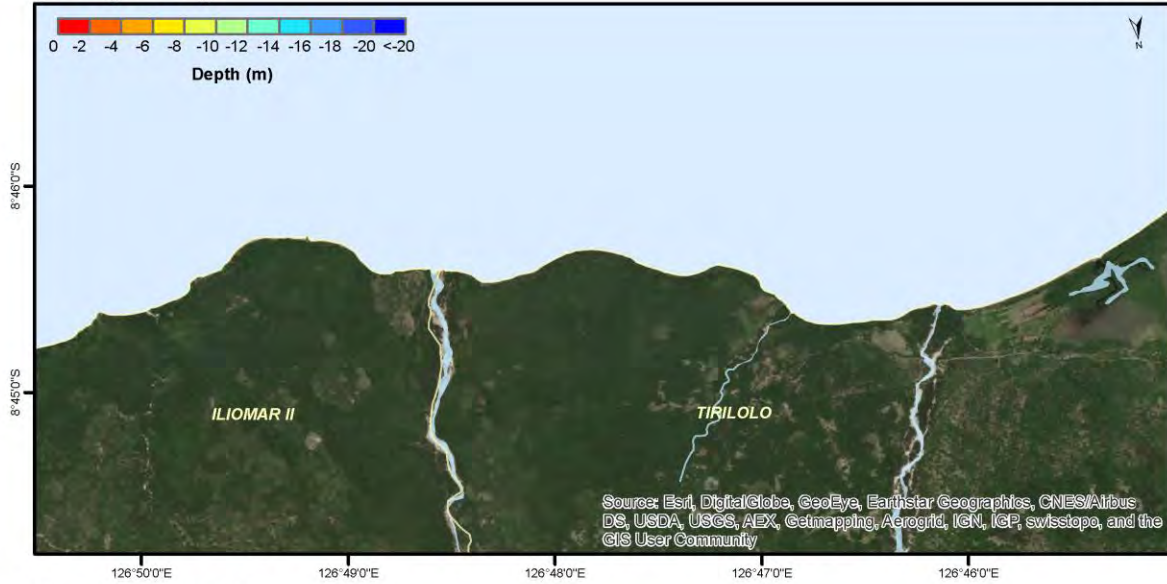 0 -2 -4 -6 -8 -10 -12 -14 -16 -18 -20 <-20
Depth (m)
N
8°46'0"S
8°45'0"S
ILIOMAR II
TIRILOLO
Source: Esri, DigitalGlobe, GeoEye, Earthstar Geographics, CNES/Airbus
DS, USDA, USGS, AEX, Getmapping, Aerogrid, IGN, IGP, swisstopo, and the
GIS User Community
126°50'0"E 126°49'0"E 126°48'0"E 126°47'0"E 126°46'0"E